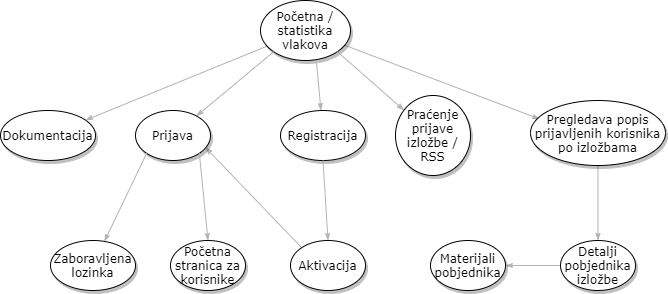 Početna /
statistika
vlakova
Dokumentacija
Prijava
Registracija
Praćenje
prijave
izložbe /
RSS
Pregledava popis
prijavljenih korisnika
po izložbama
Zaboravljena
lozinka
Početna
stranica za
korisnike
Aktivacija
Materijali
pobjednika
Detalji
pobjednika
izložbe